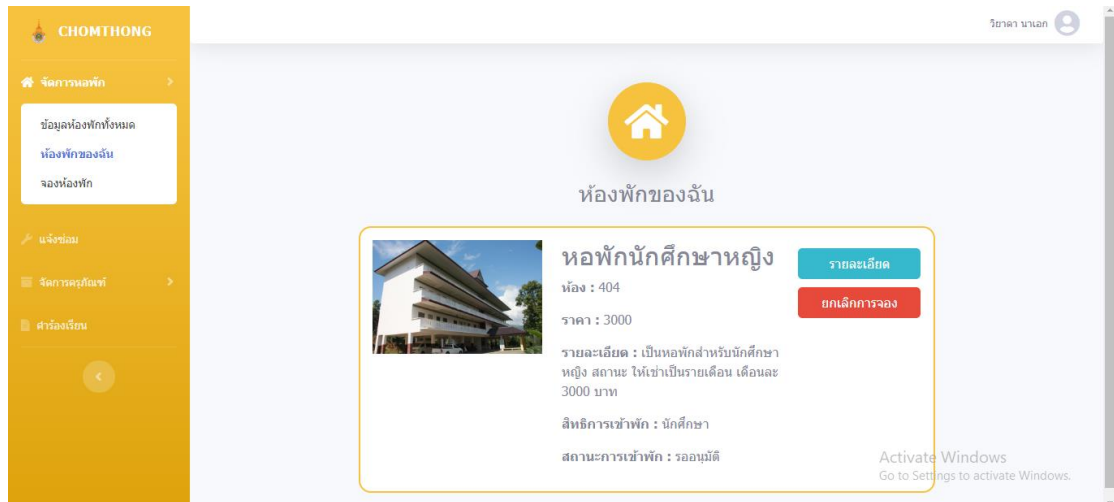 CHOMTHONG
วิยาดา นาเอก
จัดการหอพัก
ข้อมูลห้องพักทั้งหมด
ห้องพักของฉัน
จองห้องพัก
แจ้งซ่อม
จัดการครุภัณฑ์
คำร้องเรียน
ห้องพักของฉัน
หอพักนักศึกษาหญิง
ห้อง : 404
ราคา : 3000
รายละเอียด : เป็นหอพักสำหรับนักศึกษา
หญิง สถานะ ให้เช่าเป็นรายเดือน เดือนละ
3000 บาท
สิทธิการเข้าพัก : นักศึกษา
สถานะการเข้าพัก : รออนุมัติ
รายละเอียด
ยกเลิกการจอง
Activate Windows
Go to Settings to activate Windows.